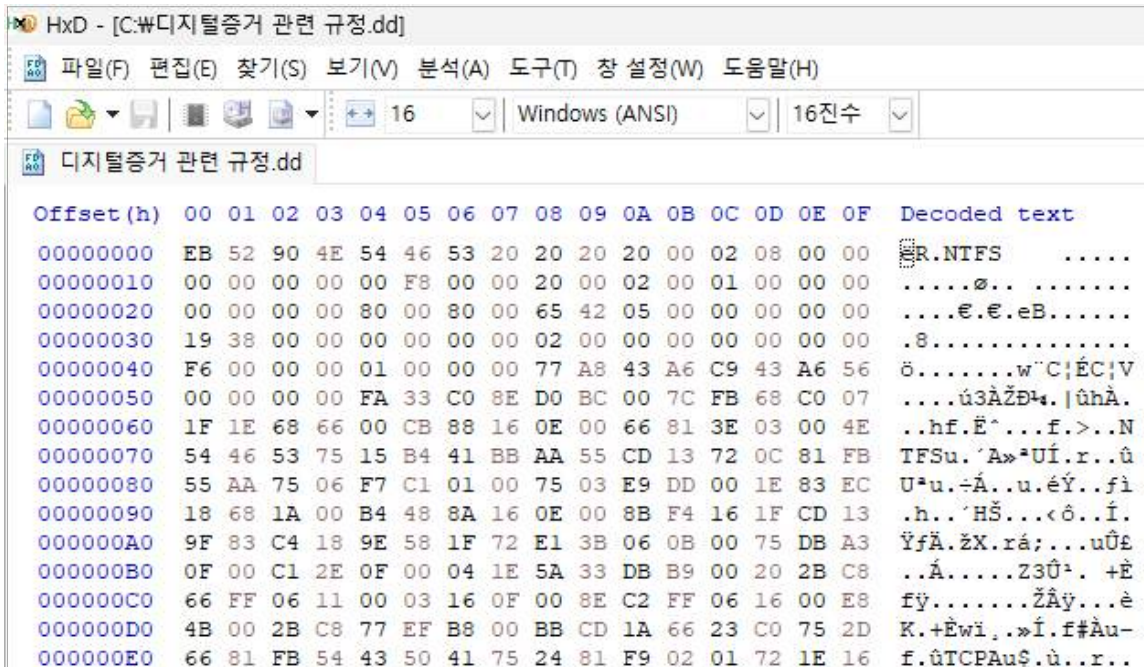 HxD - [C:₩디지털증거 관련 규정.dd]
파일(F) 편집(E) 찾기(S) 보기(V) 분석(A) 도구(T) 창 설정(W) 도움말(H)
16 Windows (ANSI) 16진수
디지털증거 관련 규정.dd
Offset(h) 00 01 02 03 04 05 06 07 08 09 0A 0B 0C 0D 0E 0F Decoded text
00000000 EB 52 90 4E 54 46 53 20 20 20 20 00 02 08 00 00 ëR.NTFS    .....
00000010 00 00 00 00 00 F8 00 00 20 00 02 00 01 00 00 00 .....ø.. .......
00000020 00 00 00 00 80 00 80 00 65 42 05 00 00 00 00 00 ....€.€.eB......
00000030 19 38 00 00 00 00 00 00 02 00 00 00 00 00 00 00 .8..............
00000040 F6 00 00 00 01 00 00 00 77 A8 43 A6 C9 43 A6 56 ö.......w¨C¦ÉC¦V
00000050 00 00 00 00 FA 33 C0 8E D0 BC 00 7C FB 68 C0 07 ....ú3ÀŽÐ¼.|ûhÀ.
00000060 1F 1E 68 66 00 CB 88 16 0E 00 66 81 3E 03 00 4E ..hf.Ëˆ...f.>..N
00000070 54 46 53 75 15 B4 41 BB AA 55 CD 13 72 0C 81 FB TFSu.´A»ªUÍ.r..û
00000080 55 AA 75 06 F7 C1 01 00 75 03 E9 DD 00 1E 83 EC Uªu.÷Á..u.éÝ..ƒì
00000090 18 68 1A 00 B4 48 8A 16 0E 00 8B F4 16 1F CD 13 .h..´HŠ...‹ô..Í.
000000A0 9F 83 C4 18 9E 58 1F 72 E1 3B 06 0B 00 75 DB A3 ŸƒÄ.žX.rá;...uÛ£
000000B0 0F 00 C1 2E 0F 00 04 1E 5A 33 DB B9 00 20 2B C8 ..Á.....Z3Û¹. +È
000000C0 66 FF 06 11 00 03 16 0F 00 8E C2 FF 06 16 00 E8 fÿ.......ŽÂÿ...è
000000D0 4B 00 2B C8 77 EF B8 00 BB CD 1A 66 23 C0 75 2D K.+Èwï¸.»Í.f#Àu-
000000E0 66 81 FB 54 43 50 41 75 24 81 F9 02 01 72 1E 16 f.ûTCPAu$.ù..r..